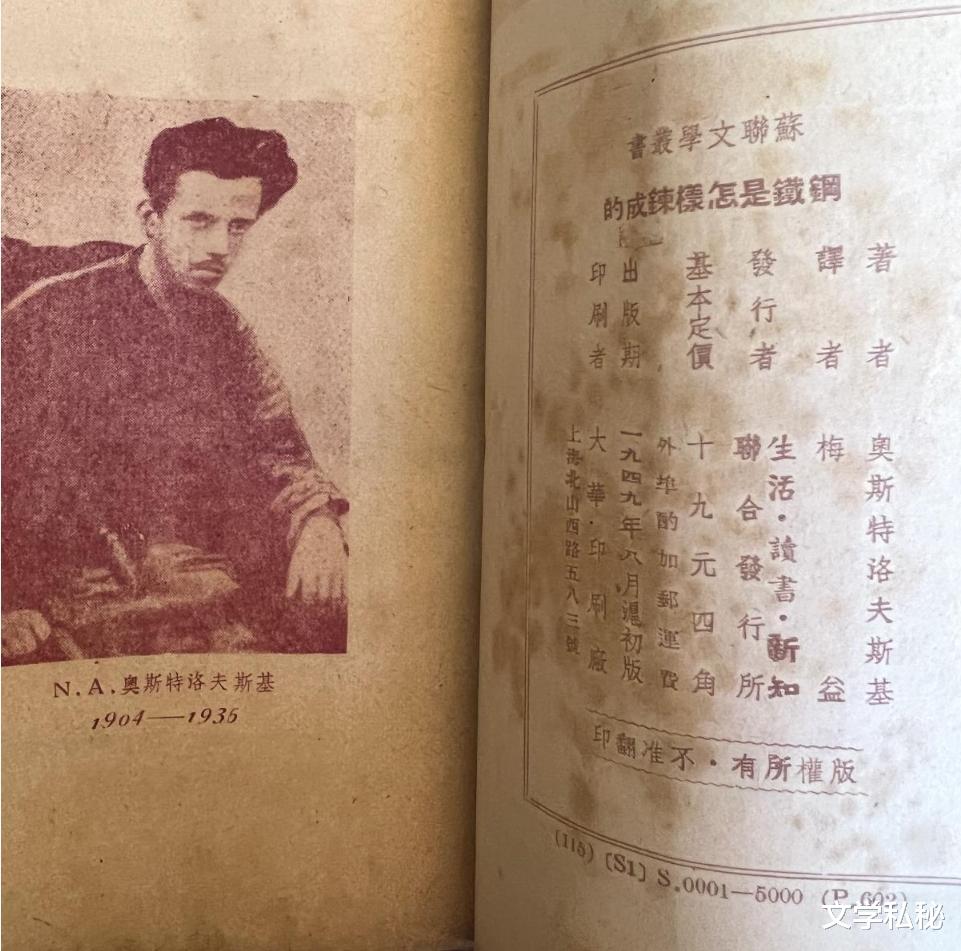 N.A.奥斯特洛夫斯基
1904——1936
蘇聯文學叢書
鋼鐵是怎樣鍊成的
著者 奥斯特洛夫斯基
譯者 梅益
發行者 生活·讀書·新知
聯合發行所
基本定價 十九元四角
外埠酌加郵運費
出版期 一九四九年八月滬初版
印刷者 大華·印刷廠
上海北山西路五八三號
版權所有·不准翻印
(115) [S1] S.0001—5000 (P.602)
文学私秘